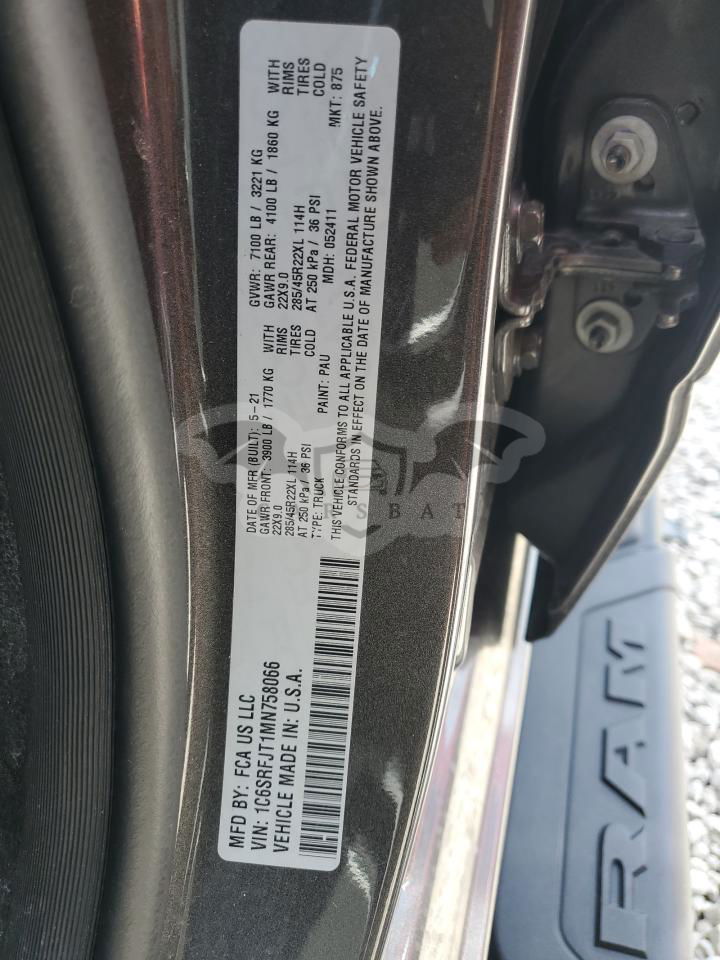 MFD BY: FCA US LLC
VIN: 1C6SRFJT1MN758066
VEHICLE MADE IN: U.S.A.
DATE OF MFR (BUILT): 5-21
GVWR: 7100 LB / 3221 KG
GAWR FRONT: 3900 LB / 1770 KG WITH
22X9.0 RIMS
285/45R22XL 114H TIRES
AT 250 kPa / 36 PSI COLD
GAWR REAR: 4100 LB / 1860 KG WITH
22X9.0 RIMS
285/45R22XL 114H TIRES
AT 250 kPa / 36 PSI COLD
TYPE: TRUCK PAINT: PAU MDH: 052411 MKT: 875
THIS VEHICLE CONFORMS TO ALL APPLICABLE U.S.A. FEDERAL MOTOR VEHICLE SAFETY
STANDARDS IN EFFECT ON THE DATE OF MANUFACTURE SHOWN ABOVE.
RAM